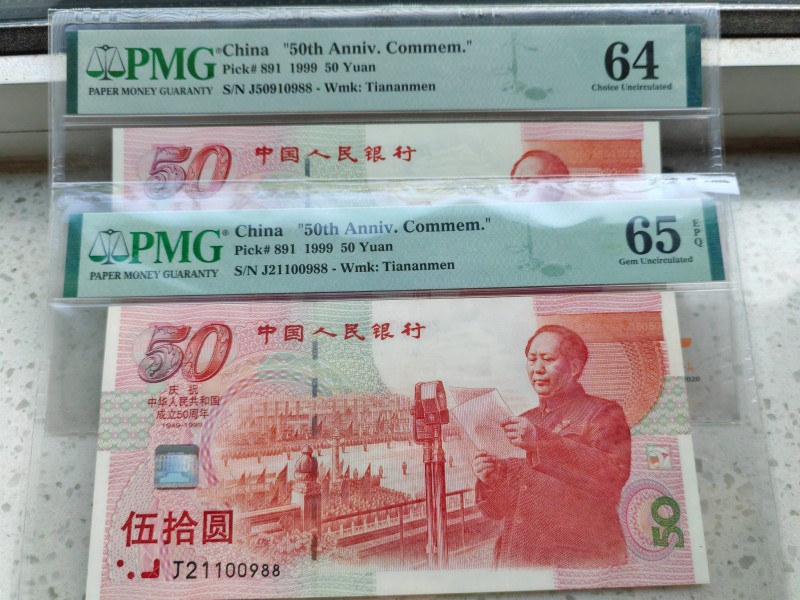 PMG
PAPER MONEY GUARANTY
China "50th Anniv. Commem."
Pick# 891 1999 50 Yuan
S/N J50910988 - Wmk: Tiananmen
64
Choice Uncirculated
50
中国人民银行
PMG
PAPER MONEY GUARANTY
China "50th Anniv. Commem."
Pick# 891 1999 50 Yuan
S/N J21100988 - Wmk: Tiananmen
65
EPQ
Gem Uncirculated
50
中国人民银行
庆祝
中华人民共和国
成立50周年
1949-1999
伍拾圆
J21100988
50
2020